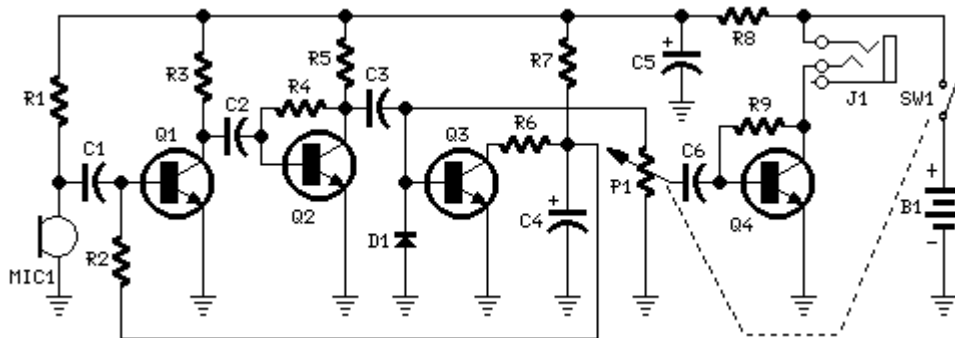 R1
MIC1
C1
R2
R3
Q1
C2
R4
R5
Q2
C3
D1
Q3
R6
R7
+
C4
+
C5
P1
C6
R8
R9
Q4
J1
SW1
+
B1
-